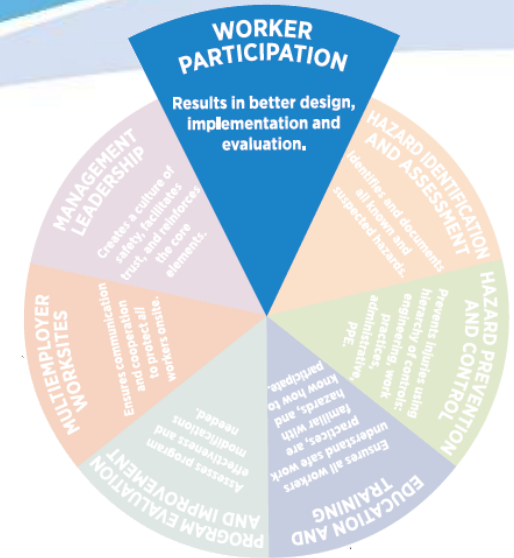 WORKER
PARTICIPATION
Results in better design,
implementation and
evaluation.
HAZARD IDENTIFICATION
AND ASSESSMENT
Identifies and documents
all known and
suspected hazards.
HAZARD PREVENTION
AND CONTROL
Prevents injuries using
hierarchy of controls:
engineering, work
practices,
administrative,
PPE.
EDUCATION AND
TRAINING
Ensures all workers
understand safe work
practices, are
familiar with
hazards, and
know how to
participate.
PROGRAM EVALUATION
AND IMPROVEMENT
Assesses program
effectiveness and
modifications
needed.
MULTIEMPLOYER
WORKSITES
Ensures communication
and cooperation
to protect all
workers onsite.
MANAGEMENT
LEADERSHIP
Creates a culture of
safety, facilitates
trust, and reinforces
the core
elements.